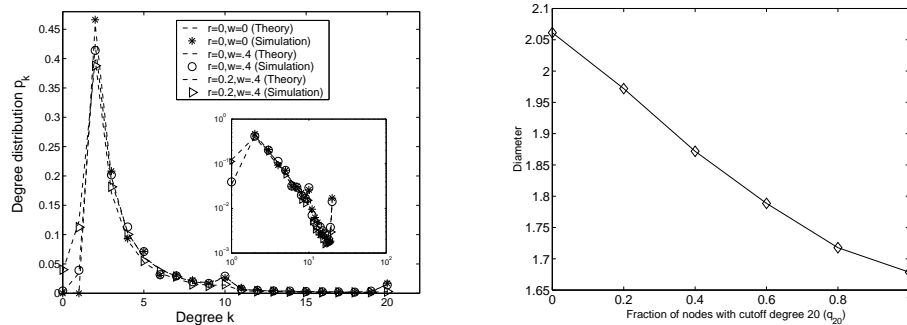 r=0,w=0 (Theory)
r=0,w=0 (Simulation)
r=0,w=.4 (Theory)
r=0,w=.4 (Simulation)
r=0.2,w=.4 (Theory)
r=0.2,w=.4 (Simulation)
Degree distribution p_k
0.45
0.4
0.35
0.3
0.25
0.2
0.15
0.1
0.05
0
0 5 10 15 20
Degree k
10^0
10^-1
10^-2
10^-3
10^0 10^1 10^2
Diameter
2.1
2.05
2
1.95
1.9
1.85
1.8
1.75
1.7
1.65
0 0.2 0.4 0.6 0.8
Fraction of nodes with cutoff degree 20 (q_20)